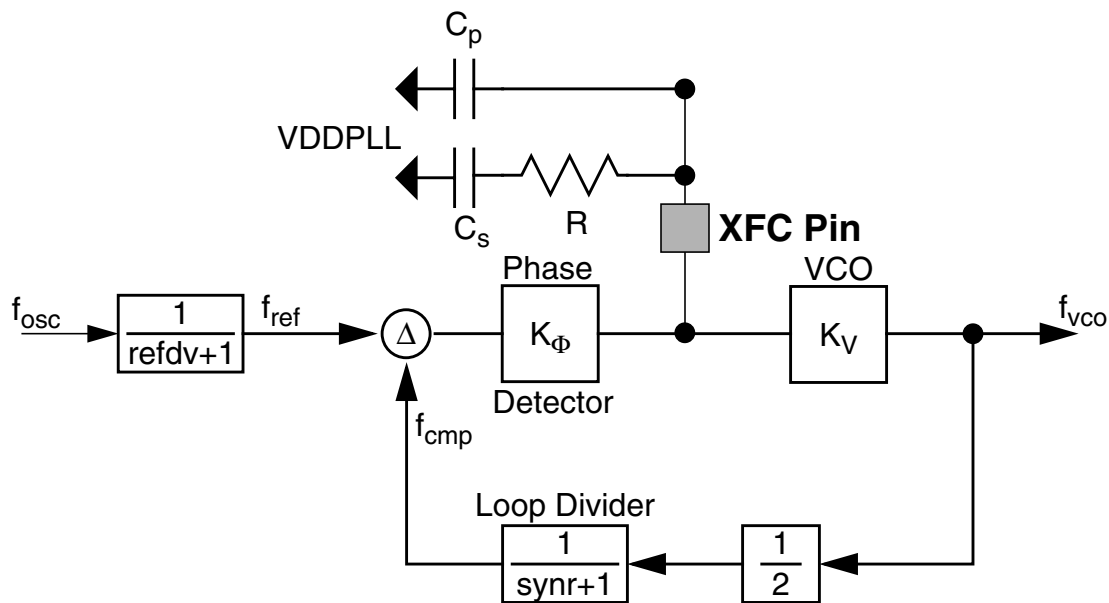 Cp
VDDPLL
Cs
R
XFC Pin
Phase
VCO
fosc
1
refdv+1
fref
Δ
KΦ
KV
fvco
Detector
fcmp
Loop Divider
1
synr+1
1
2